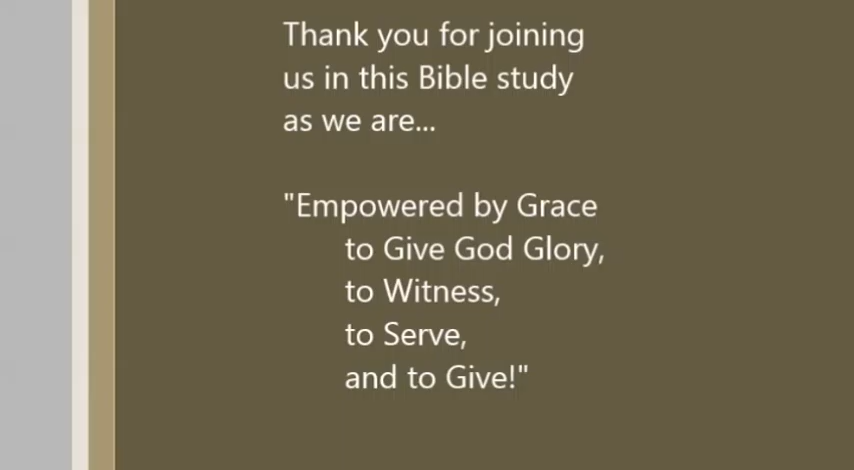 Thank you for joining
us in this Bible study
as we are...
"Empowered by Grace
to Give God Glory,
to Witness,
to Serve,
and to Give!"